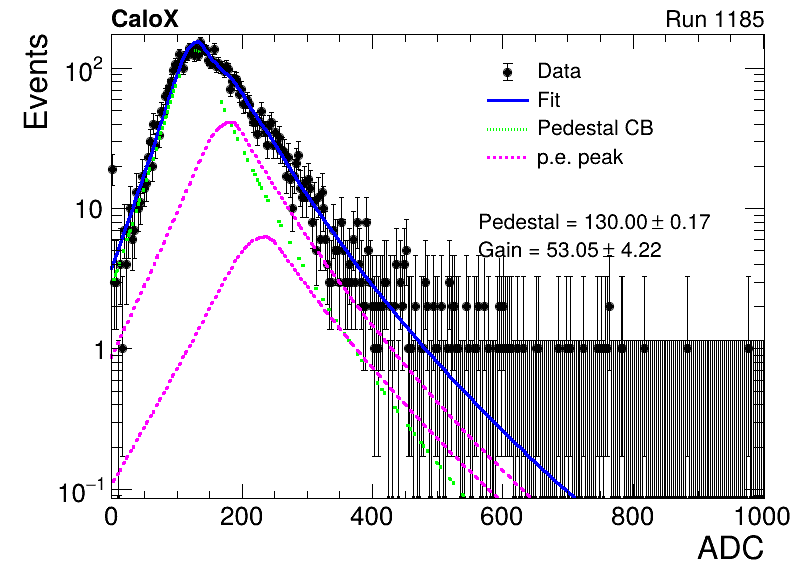 CaloX Run 1185
Events
Data
Fit
Pedestal CB
p.e. peak
Pedestal = 130.00 ± 0.17
Gain = 53.05 ± 4.22
10²
10
1
10⁻¹
0 200 400 600 800 1000
ADC